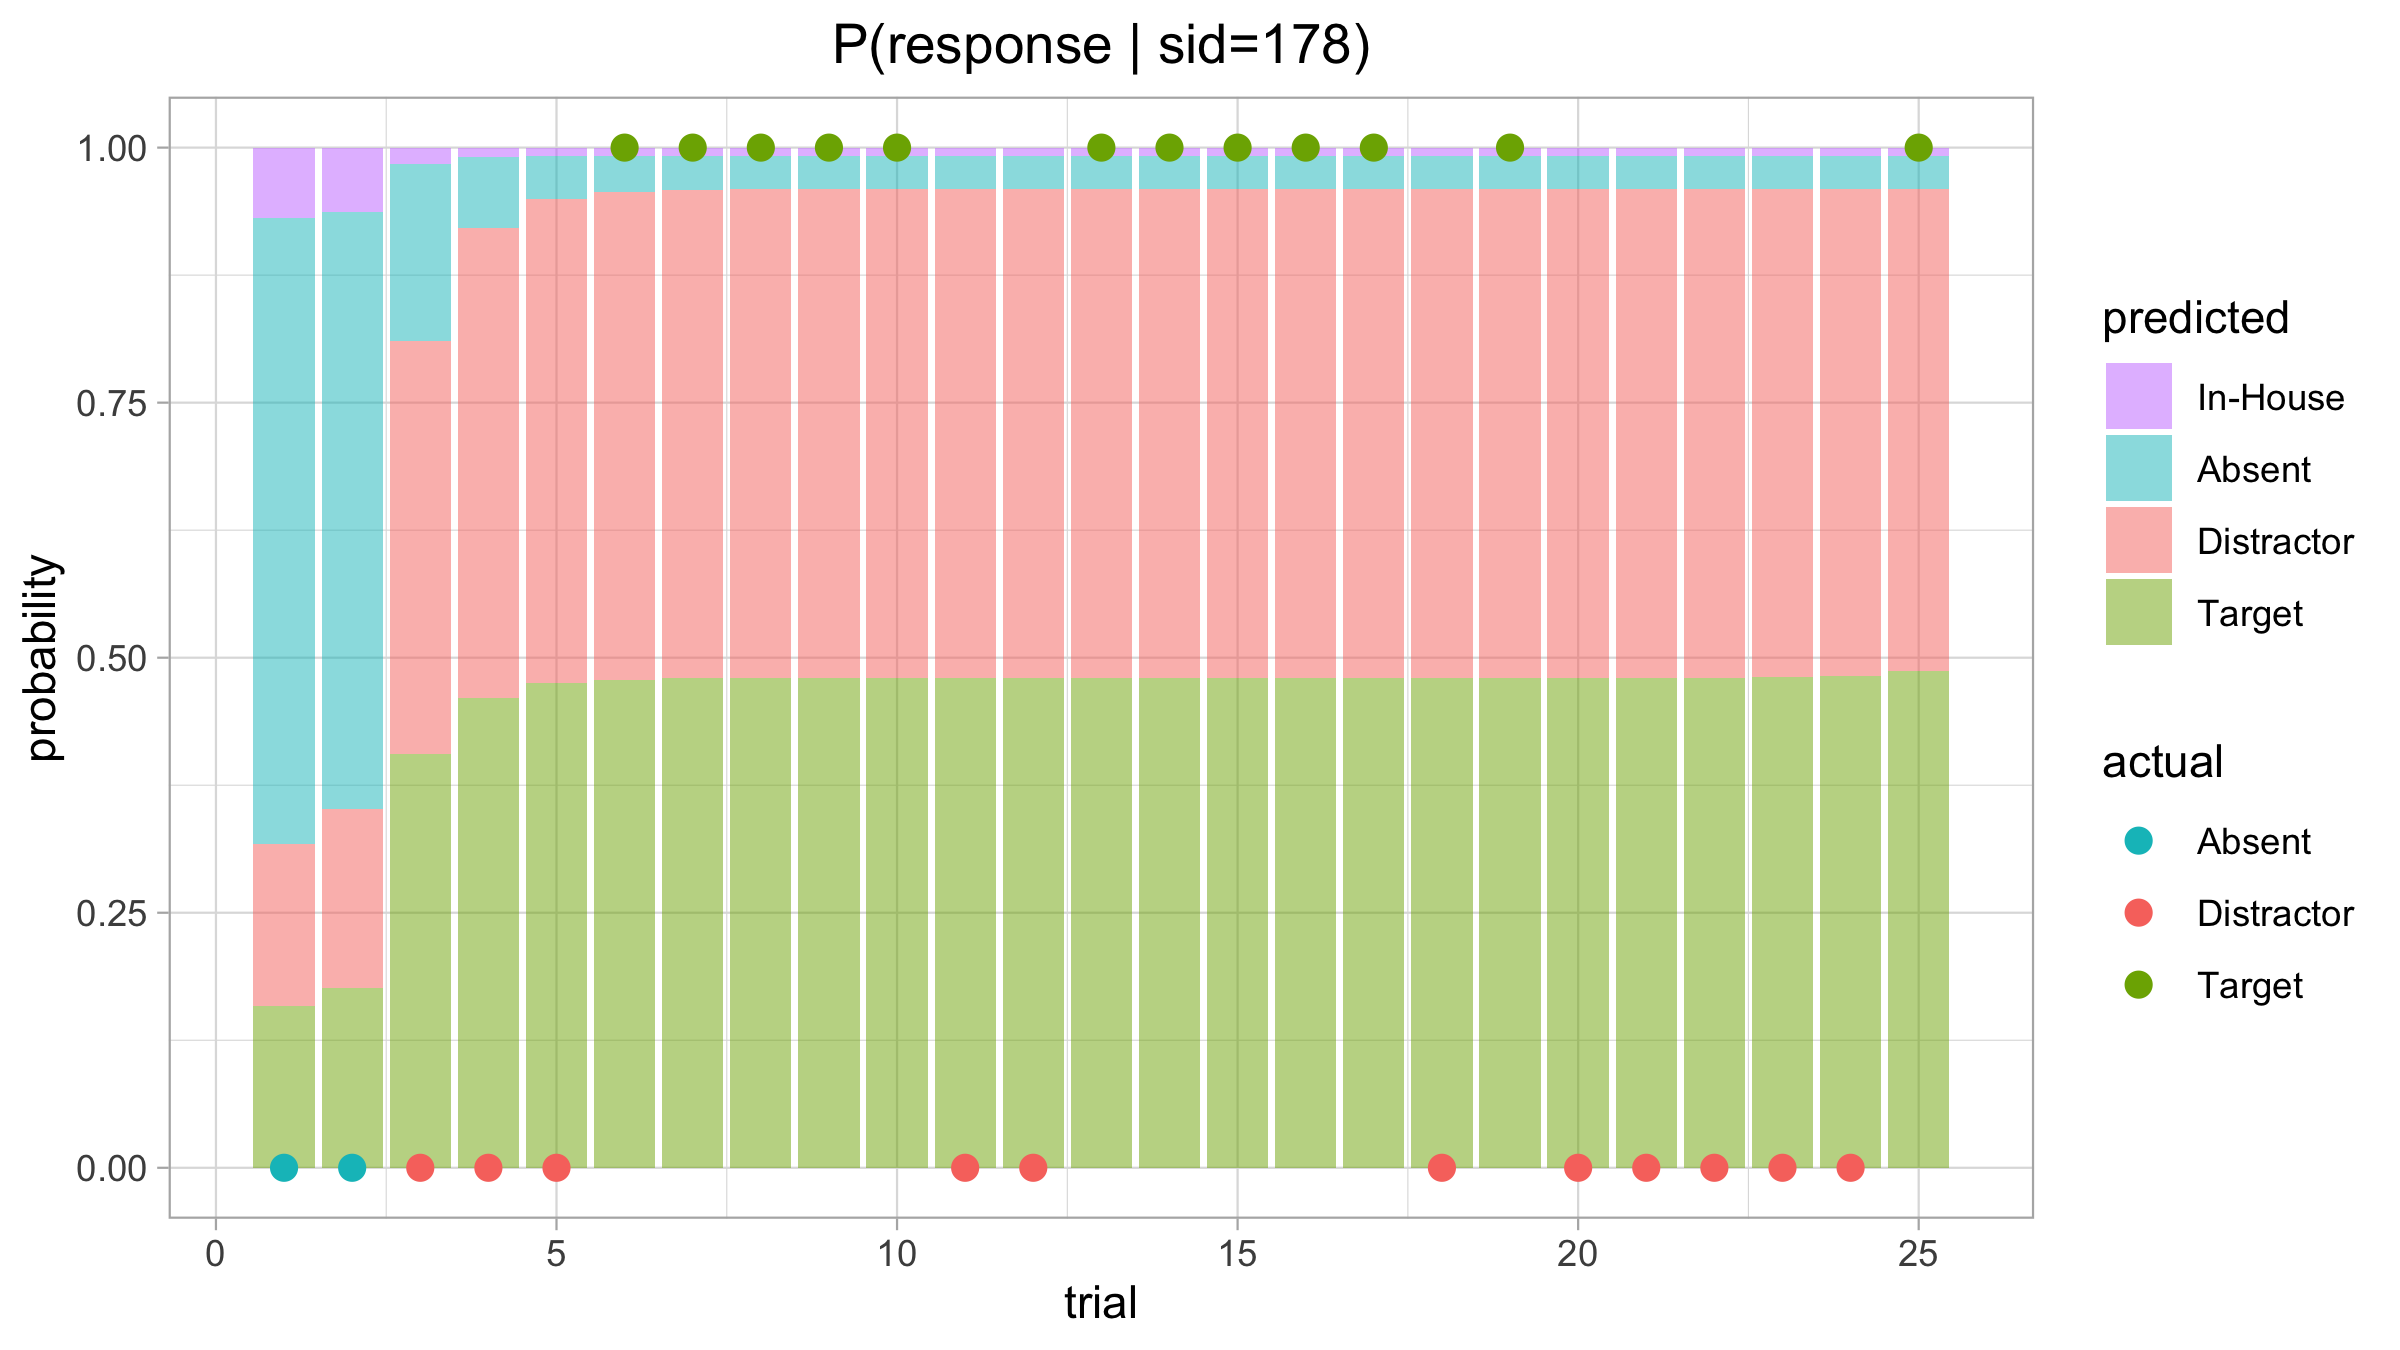 P(response | sid=178)
1.00
0.75
0.50
0.25
0.00
probability
0 5 10 15 20 25
trial
predicted
In-House
Absent
Distractor
Target
actual
Absent
Distractor
Target